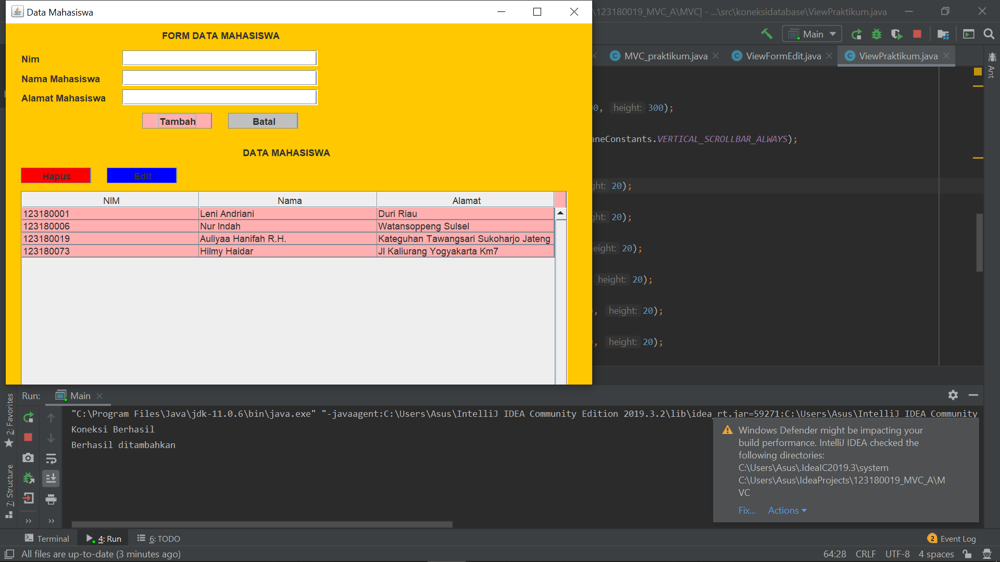 Data Mahasiswa
\123180019_MVC_A\MVC] - ...\src\koneksidatabase\ViewPraktikum.java
FORM DATA MAHASISWA
Nim
Nama Mahasiswa
Alamat Mahasiswa
Tambah
Batal
DATA MAHASISWA
Hapus
Edit
NIM Nama Alamat
123180001 Leni Andriani Duri Riau
123180006 Nur Indah Watansoppeng Sulsel
123180019 Auliyaa Hanifah R.H. Kateguhan Tawangsari Sukoharjo Jateng
123180073 Hilmy Haidar Jl Kaliurang Yogyakarta Km7
Main
MVC_praktikum.java
ViewFormEdit.java
ViewPraktikum.java
Ant
0, height: 300);
aneConstants.VERTICAL_SCROLLBAR_ALWAYS);
ght: 20);
ght: 20);
eight: 20);
height: 20);
, height: 20);
, height: 20);
Run: Main
2: Favorites
7: Structure
"C:\Program Files\Java\jdk-11.0.6\bin\java.exe" "-javaagent:C:\Users\Asus\IntelliJ IDEA Community Edition 2019.3.2\lib\idea_rt.jar=59271:C:\Users\Asus\IntelliJ IDEA Community
Koneksi Berhasil
Berhasil ditambahkan
Windows Defender might be impacting your
build performance. IntelliJ IDEA checked the
following directories:
C:\Users\Asus\.IdeaIC2019.3\system
C:\Users\Asus\IdeaProjects\123180019_MVC_A\M
VC
Fix... Actions
Terminal 4: Run 6: TODO
2 Event Log
All files are up-to-date (3 minutes ago)
64:28 CRLF UTF-8 4 spaces